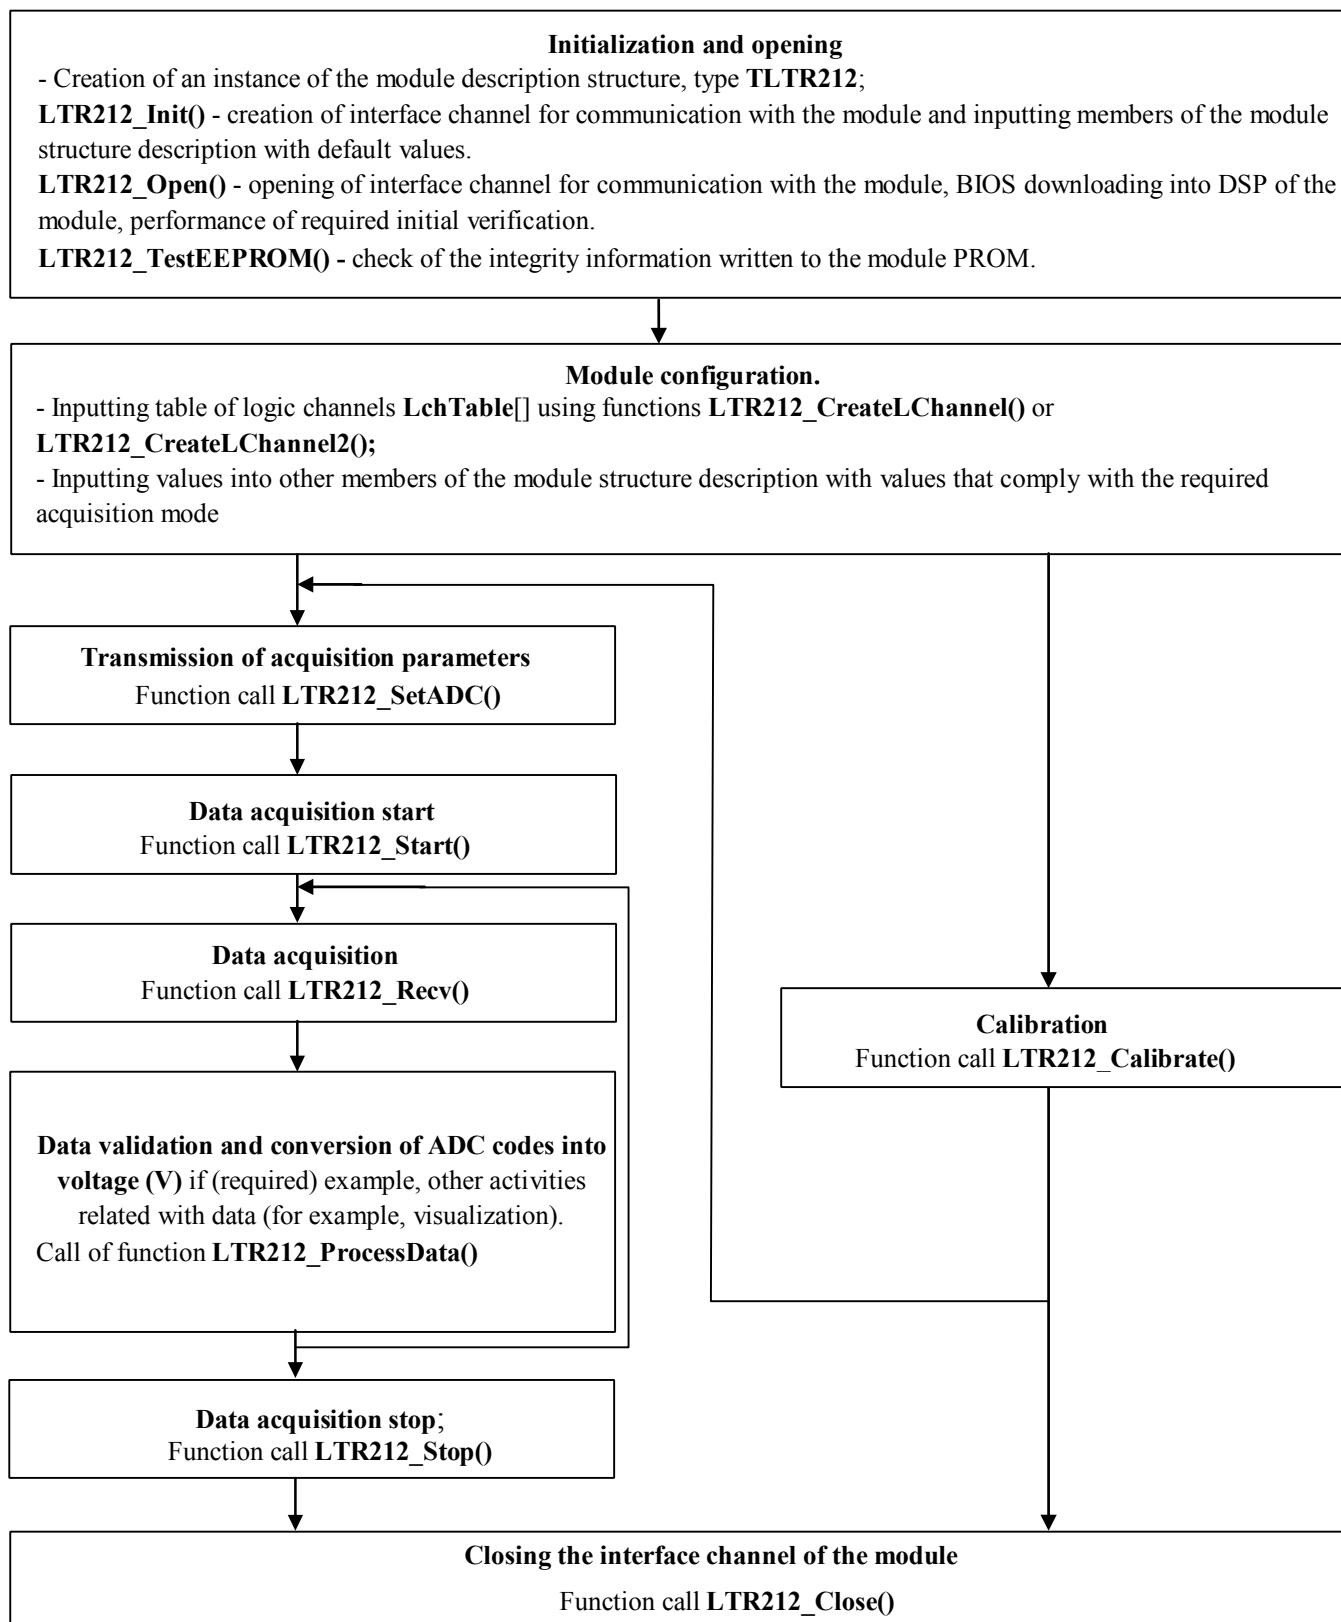 Initialization and opening
- Creation of an instance of the module description structure, type TLTR212;
LTR212_Init() - creation of interface channel for communication with the module and inputting members of the module
structure description with default values.
LTR212_Open() - opening of interface channel for communication with the module, BIOS downloading into DSP of the
module, performance of required initial verification.
LTR212_TestEEPROM() - check of the integrity information written to the module PROM.
Module configuration.
- Inputting table of logic channels LchTable[] using functions LTR212_CreateLChannel() or
LTR212_CreateLChannel2();
- Inputting values into other members of the module structure description with values that comply with the required
acquisition mode
Transmission of acquisition parameters
Function call LTR212_SetADC()
Data acquisition start
Function call LTR212_Start()
Data acquisition
Function call LTR212_Recv()
Calibration
Function call LTR212_Calibrate()
Data validation and conversion of ADC codes into
voltage (V) if (required) example, other activities
related with data (for example, visualization).
Call of function LTR212_ProcessData()
Data acquisition stop;
Function call LTR212_Stop()
Closing the interface channel of the module
Function call LTR212_Close()